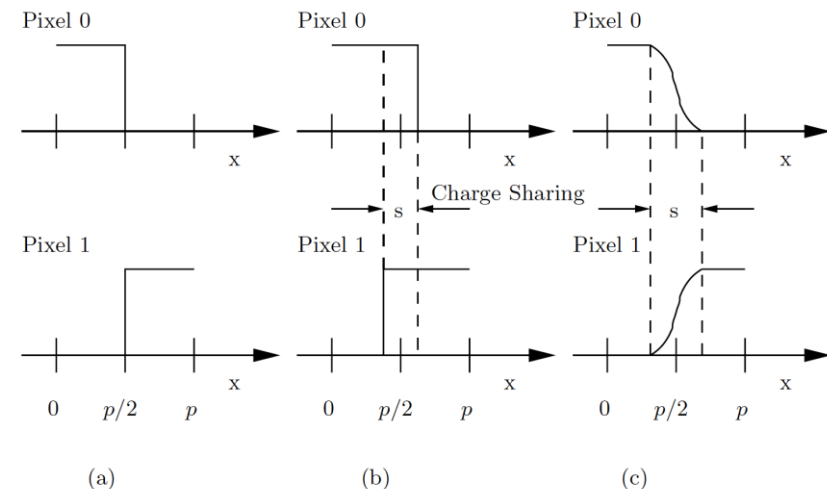 Pixel 0 Pixel 0 Pixel 0
x x x
s Charge Sharing s
Pixel 1 Pixel 1 Pixel 1
x x x
0 p/2 p 0 p/2 p 0 p/2 p
(a) (b) (c)